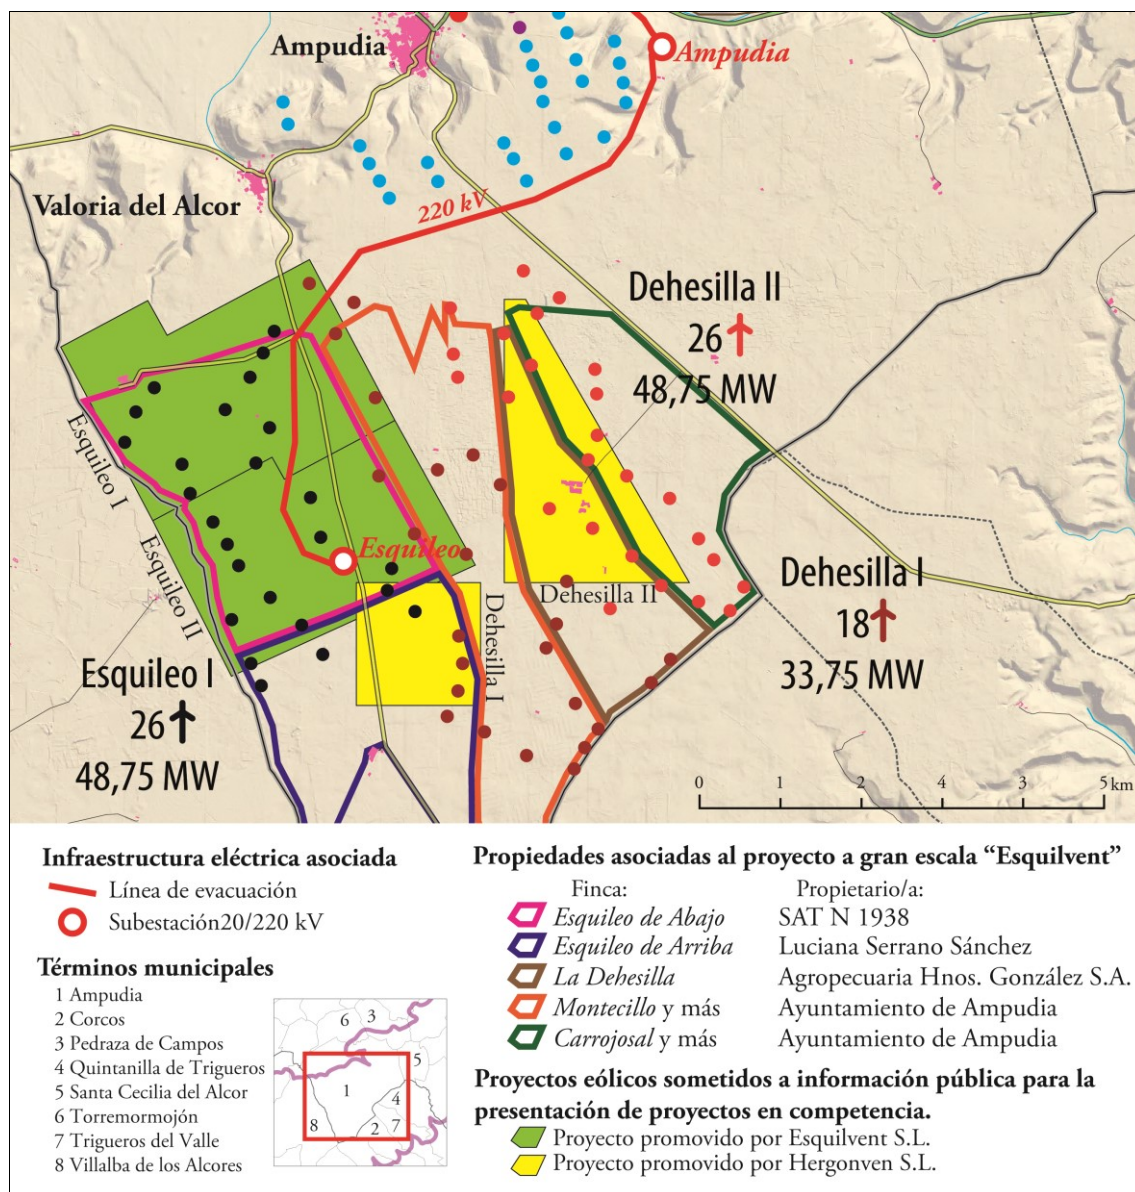 Ampudia
Ampudia
Valoria del Alcor
220 kV
Dehesilla II
26
48,75 MW
Esquileo I
Esquileo II
Esquileo
Dehesilla II
Dehesilla I
Dehesilla I
18
33,75 MW
Esquileo I
26
48,75 MW
0 1 2 3 4 5 km
Infraestructura eléctrica asociada
Línea de evacuación
Subestación20/220 kV
Términos municipales
1 Ampudia
2 Corcos
3 Pedraza de Campos
4 Quintanilla de Trigueros
5 Santa Cecilia del Alcor
6 Torremormojón
7 Trigueros del Valle
8 Villalba de los Alcores
6 3
5
1
4
8 2 7
Propiedades asociadas al proyecto a gran escala “Esquilvent”
Finca: Propietario/a:
Esquileo de Abajo SAT N 1938
Esquileo de Arriba Luciana Serrano Sánchez
La Dehesilla Agropecuaria Hnos. González S.A.
Montecillo y más Ayuntamiento de Ampudia
Carrojosal y más Ayuntamiento de Ampudia
Proyectos eólicos sometidos a información pública para la
presentación de proyectos en competencia.
Proyecto promovido por Esquilvent S.L.
Proyecto promovido por Hergonven S.L.